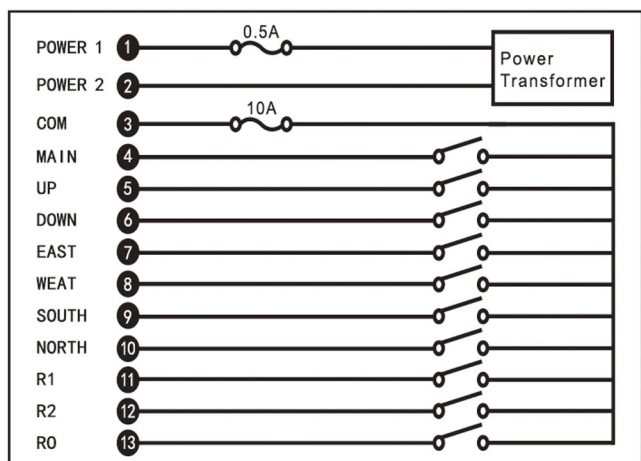 POWER 1 1 0.5A
Power
Transformer
POWER 2 2
COM 3 10A
MAIN 4
UP 5
DOWN 6
EAST 7
WEAT 8
SOUTH 9
NORTH 10
R1 11
R2 12
R0 13